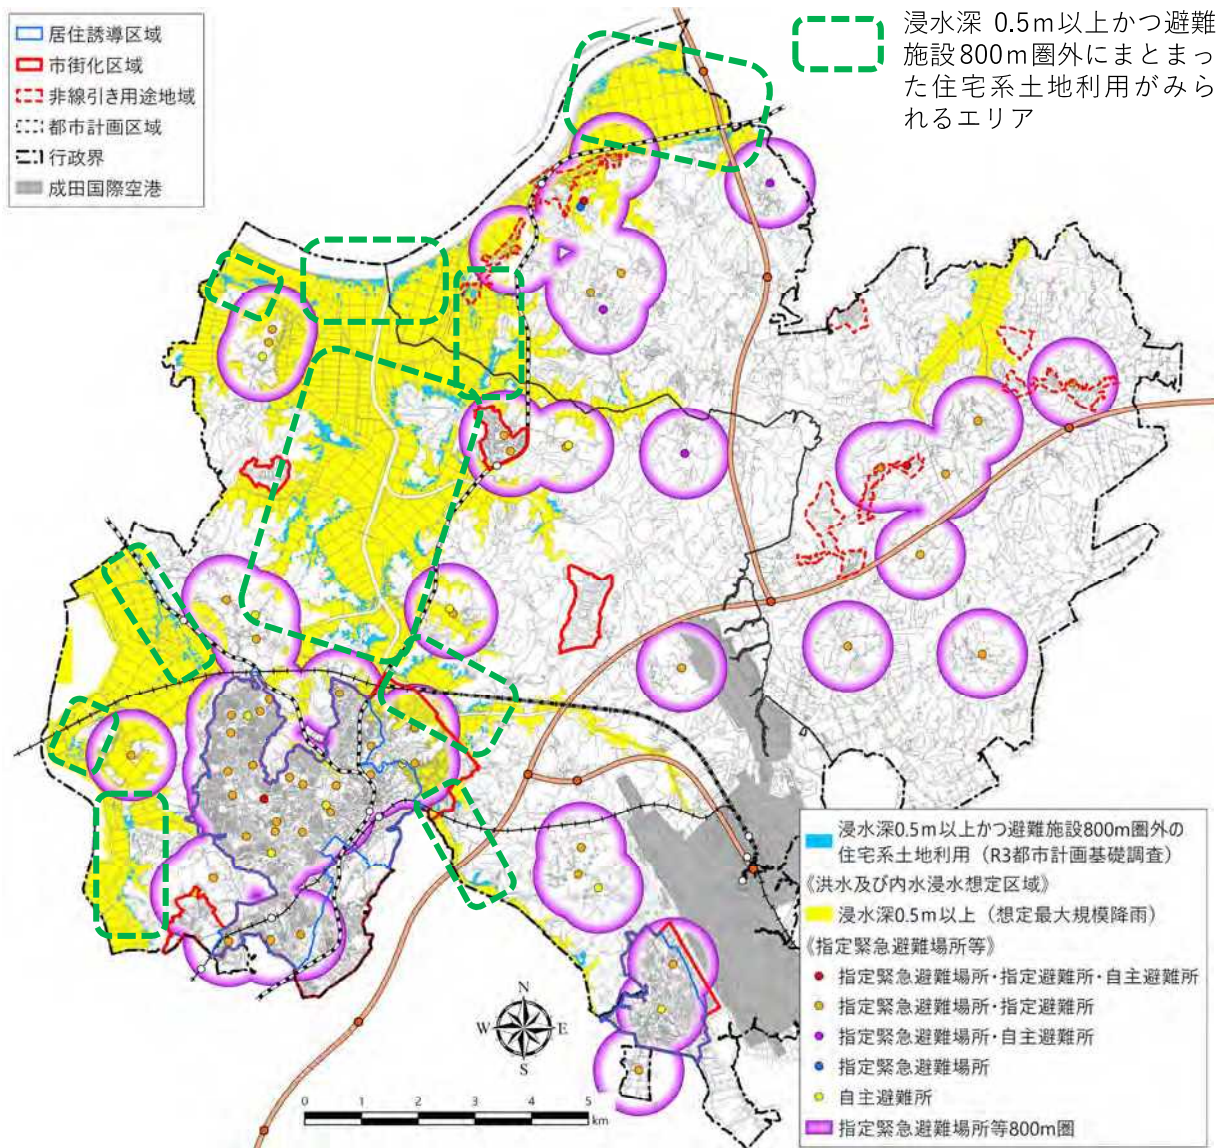 居住誘導区域
市街化区域
非線引き用途地域
都市計画区域
行政界
成田国際空港
浸水深 0.5m以上かつ避難
施設800m圏外にまとまっ
た住宅系土地利用がみら
れるエリア
浸水深0.5m以上かつ避難施設800m圏外の
住宅系土地利用（R3都市計画基礎調査）
《洪水及び内水浸水想定区域》
浸水深0.5m以上（想定最大規模降雨）
《指定緊急避難場所等》
指定緊急避難場所・指定避難所・自主避難所
指定緊急避難場所・指定避難所
指定緊急避難場所・自主避難所
指定緊急避難場所
自主避難所
指定緊急避難場所等800m圏
N
W E
S
0 1 2 3 4 5
km